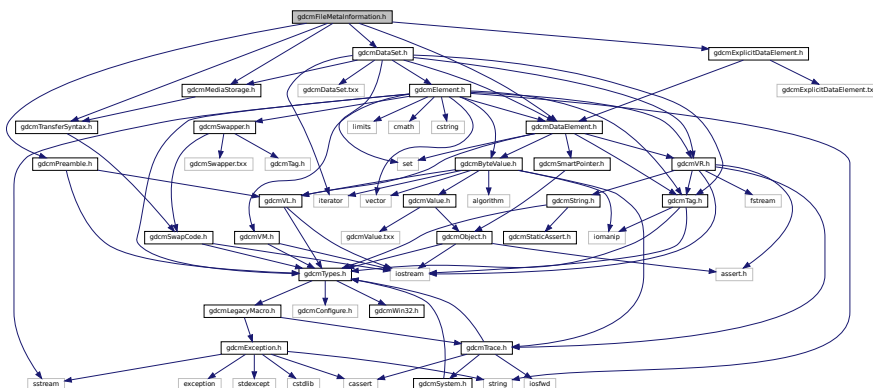 gdcmFileMetaInformation.h
gdcmDataSet.h
gdcmExplicitDataElement.h
gdcmMediaStorage.h
gdcmDataSet.txx
gdcmElement.h
gdcmExplicitDataElement.tx
gdcmTransferSyntax.h
gdcmSwapper.h
limits
cmath
cstring
gdcmDataElement.h
gdcmPreamble.h
gdcmSwapper.txx
gdcmTag.h
set
gdcmByteValue.h
gdcmSmartPointer.h
gdcmVR.h
gdcmVL.h
iterator
vector
gdcmValue.h
algorithm
gdcmString.h
gdcmTag.h
fstream
gdcmSwapCode.h
gdcmVM.h
gdcmValue.txx
gdcmObject.h
gdcmStaticAssert.h
iomanip
gdcmTypes.h
iostream
assert.h
gdcmLegacyMacro.h
gdcmConfigure.h
gdcmWin32.h
gdcmException.h
gdcmTrace.h
sstream
exception
stdexcept
cstdlib
cassert
gdcmSystem.h
string
iosfwd